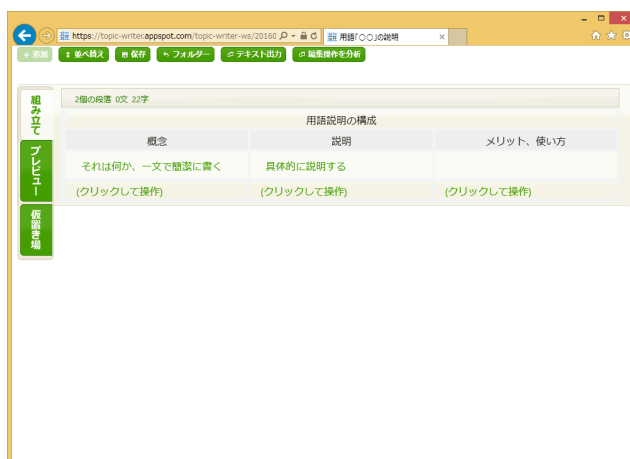 https://topic-writer.appspot.com/topic-writer-ws/20160
用語「○○」の説明
+ 追加
並べ替え
保存
フォルダー
テキスト出力
編集操作を分析
組み立て
プレビュー
仮置き場
2個の段落 0文 22字
用語説明の構成
概念 説明 メリット、使い方
それは何か、一文で簡潔に書く 具体的に説明する
(クリックして操作) (クリックして操作) (クリックして操作)